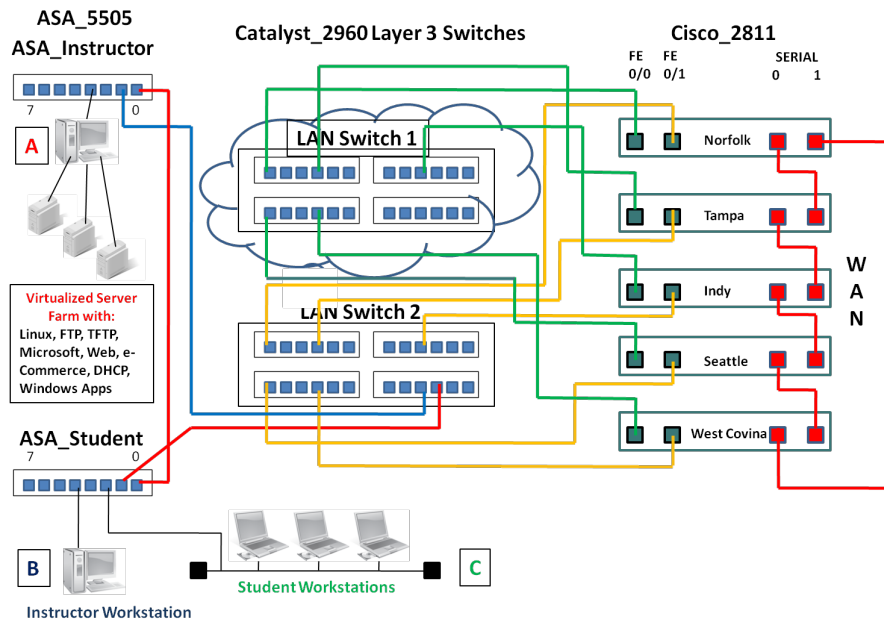 ASA_5505
ASA_Instructor
7 0
A
Virtualized Server
Farm with:
Linux, FTP, TFTP,
Microsoft, Web, e-
Commerce, DHCP,
Windows Apps
ASA_Student
7 0
B
Instructor Workstation
Student Workstations
C
Catalyst_2960 Layer 3 Switches
LAN Switch 1
LAN Switch 2
Cisco_2811
FE
0/0
FE
0/1
SERIAL
0 1
Norfolk
Tampa
Indy
Seattle
West Covina
W
A
N